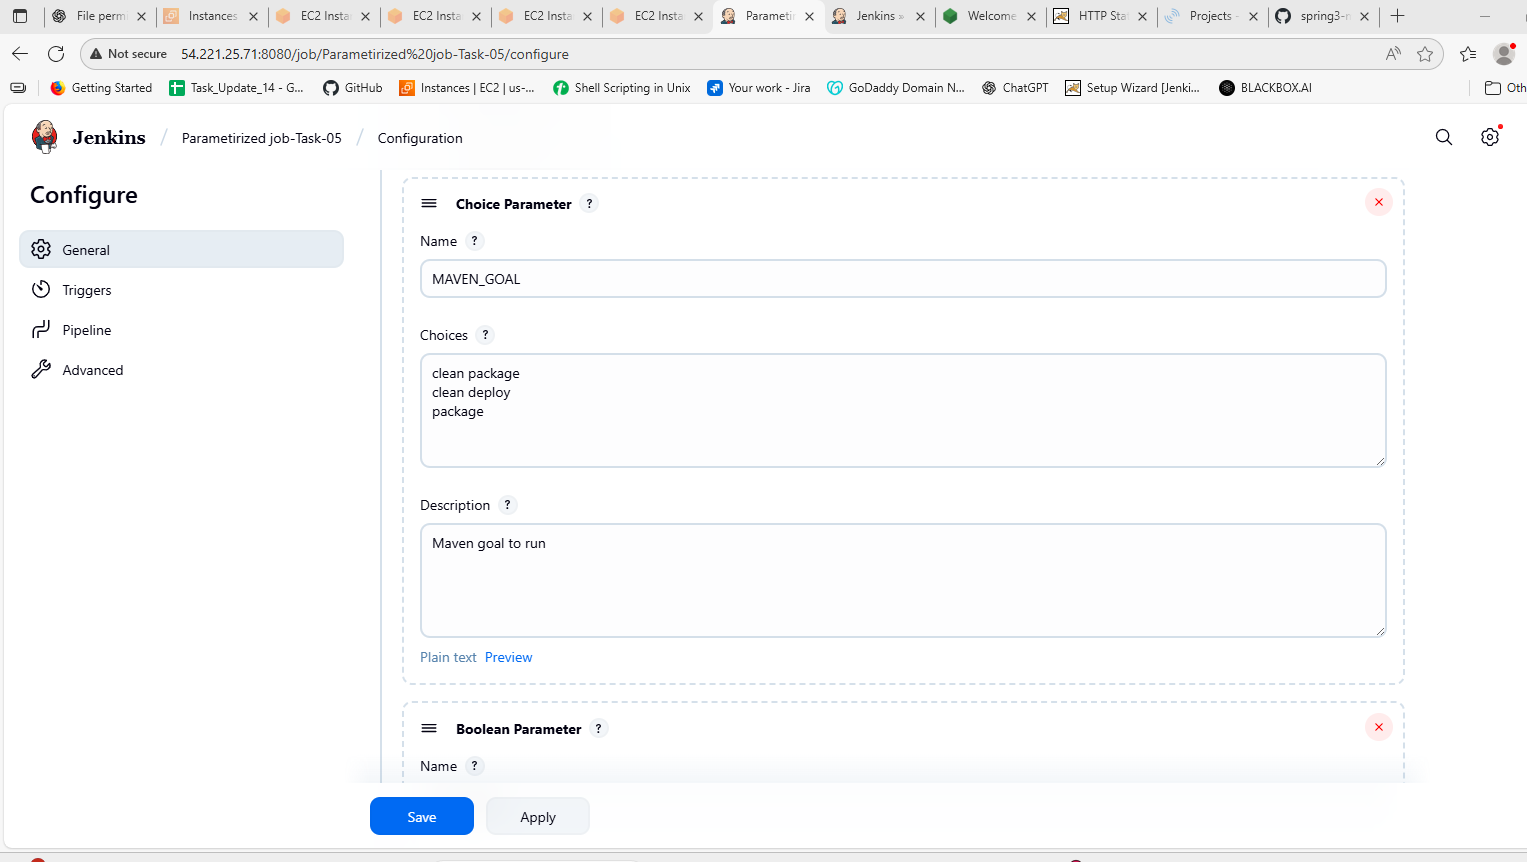 File perm
Instances
EC2 Insta
EC2 Insta
EC2 Insta
EC2 Insta
Parametir
Jenkins »
Welcome
HTTP Sta
Projects -
spring3-m
Not secure
54.221.25.71:8080/job/Parametirized%20job-Task-05/configure
Getting Started
Task_Update_14 - G...
GitHub
Instances | EC2 | us-...
Shell Scripting in Unix
Your work - Jira
GoDaddy Domain N...
ChatGPT
Setup Wizard [Jenki...
BLACKBOX.AI
Oth
Jenkins / Parametirized job-Task-05 / Configuration
Configure
General
Triggers
Pipeline
Advanced
Choice Parameter ?
Name ?
MAVEN_GOAL
Choices ?
clean package
clean deploy
package
Description ?
Maven goal to run
Plain text Preview
Boolean Parameter ?
Name ?
Save
Apply